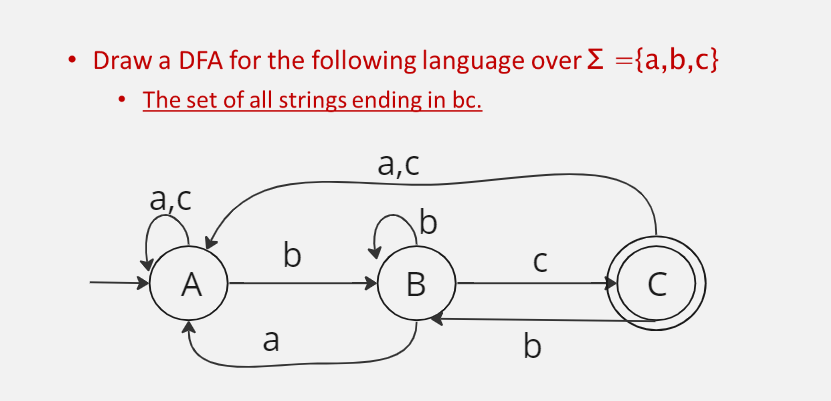 • Draw a DFA for the following language over Σ ={a,b,c}
• The set of all strings ending in bc.
a,c
a,c
b
b
c
A
B
C
a
b